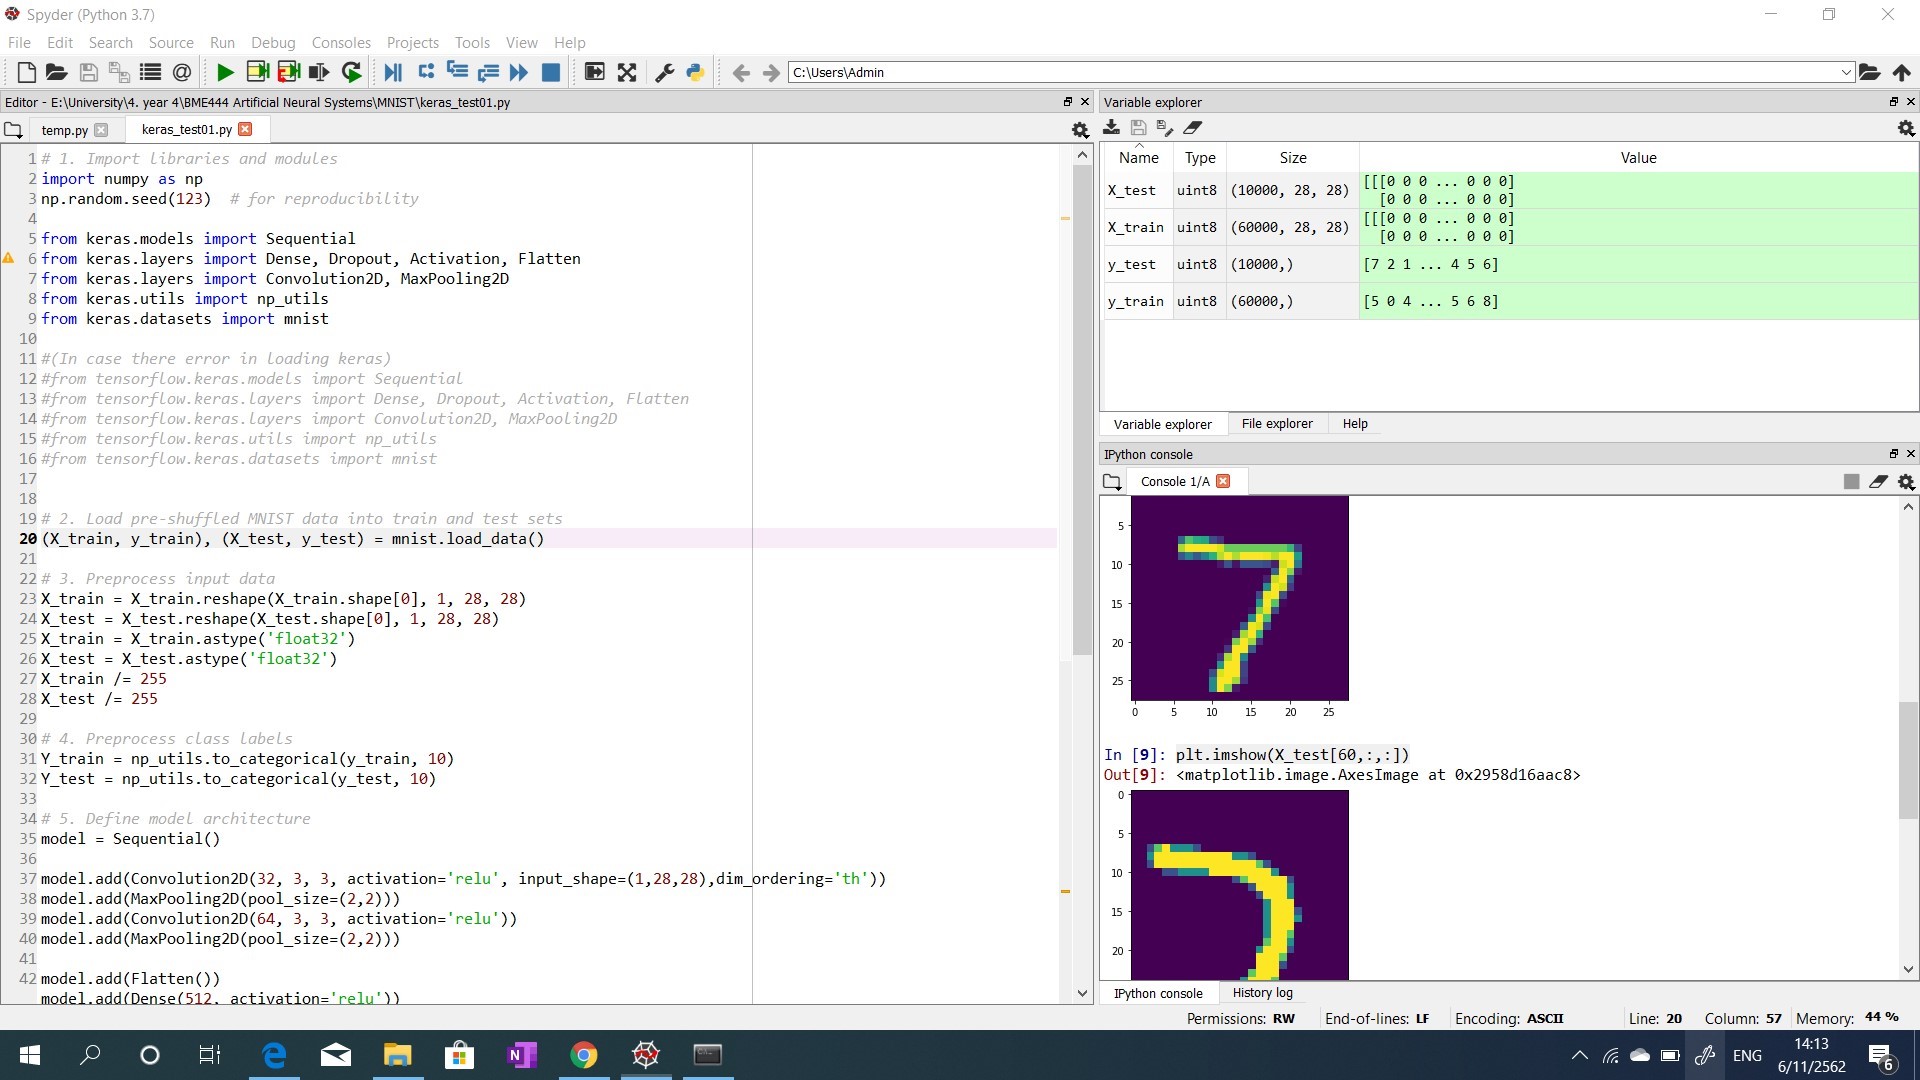 Spyder (Python 3.7)
File Edit Search Source Run Debug Consoles Projects Tools View Help
C:\Users\Admin
Editor - E:\University\4. year 4\BME444 Artificial Neural Systems\MNIST\keras_test01.py
temp.py keras_test01.py
1 # 1. Import libraries and modules
2 import numpy as np
3 np.random.seed(123)  # for reproducibility
4
5 from keras.models import Sequential
6 from keras.layers import Dense, Dropout, Activation, Flatten
7 from keras.layers import Convolution2D, MaxPooling2D
8 from keras.utils import np_utils
9 from keras.datasets import mnist
10
11 #(In case there error in loading keras)
12 #from tensorflow.keras.models import Sequential
13 #from tensorflow.keras.layers import Dense, Dropout, Activation, Flatten
14 #from tensorflow.keras.layers import Convolution2D, MaxPooling2D
15 #from tensorflow.keras.utils import np_utils
16 #from tensorflow.keras.datasets import mnist
17
18
19 # 2. Load pre-shuffled MNIST data into train and test sets
20 (X_train, y_train), (X_test, y_test) = mnist.load_data()
21
22 # 3. Preprocess input data
23 X_train = X_train.reshape(X_train.shape[0], 1, 28, 28)
24 X_test = X_test.reshape(X_test.shape[0], 1, 28, 28)
25 X_train = X_train.astype('float32')
26 X_test = X_test.astype('float32')
27 X_train /= 255
28 X_test /= 255
29
30 # 4. Preprocess class labels
31 Y_train = np_utils.to_categorical(y_train, 10)
32 Y_test = np_utils.to_categorical(y_test, 10)
33
34 # 5. Define model architecture
35 model = Sequential()
36
37 model.add(Convolution2D(32, 3, 3, activation='relu', input_shape=(1,28,28),dim_ordering='th'))
38 model.add(MaxPooling2D(pool_size=(2,2)))
39 model.add(Convolution2D(64, 3, 3, activation='relu'))
40 model.add(MaxPooling2D(pool_size=(2,2)))
41
42 model.add(Flatten())
model.add(Dense(512, activation='relu'))
Variable explorer
Name Type Size Value
X_test uint8 (10000, 28, 28) [[[0 0 0 ... 0 0 0]
[0 0 0 ... 0 0 0]
X_train uint8 (60000, 28, 28) [[[0 0 0 ... 0 0 0]
[0 0 0 ... 0 0 0]
y_test uint8 (10000,) [7 2 1 ... 4 5 6]
y_train uint8 (60000,) [5 0 4 ... 5 6 8]
Variable explorer File explorer Help
IPython console
Console 1/A
5
10
15
20
25
0 5 10 15 20 25
In [9]: plt.imshow(X_test[60,:,:])
Out[9]: <matplotlib.image.AxesImage at 0x2958d16aac8>
0
5
10
15
20
IPython console History log
Permissions: RW End-of-lines: LF Encoding: ASCII Line: 20 Column: 57 Memory: 44 %
ENG
14:13
6/11/2562
6